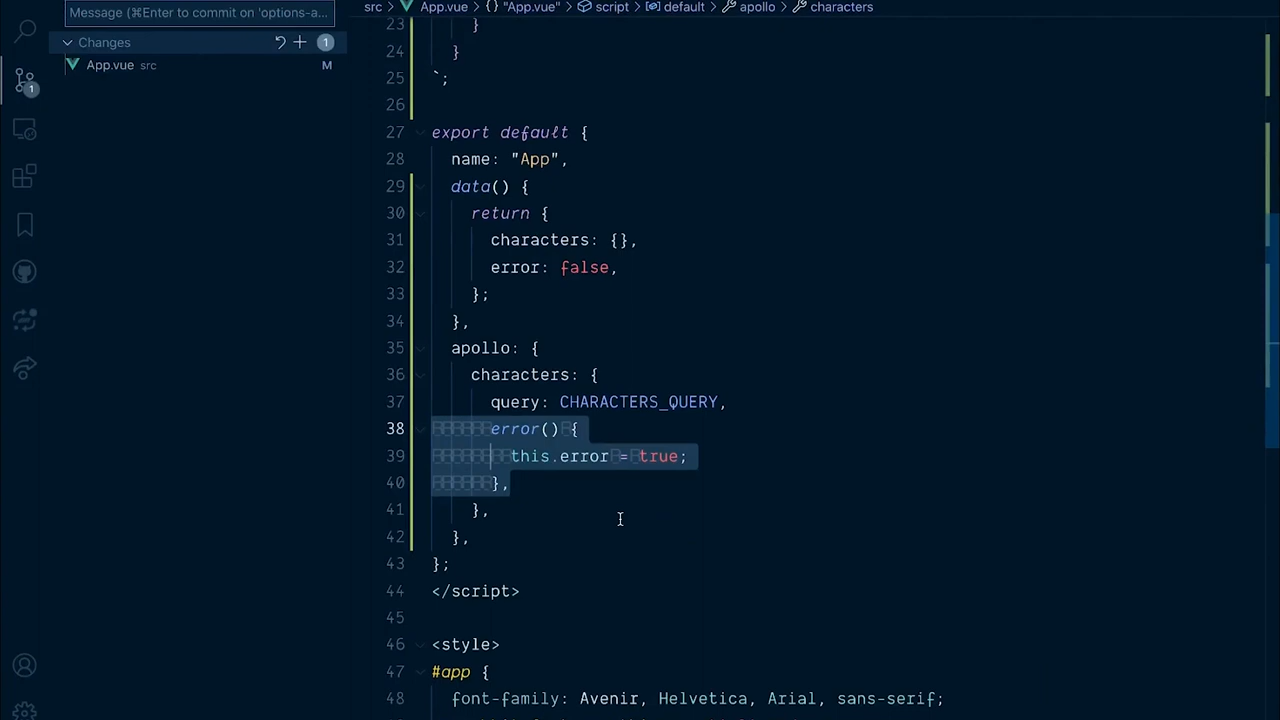 Message (⌘Enter to commit on 'options-a...
Changes
1
App.vue src
M
1
src > App.vue > {} "App.vue" > script > default > apollo > characters
23 }
24 }
25 `;
26
27 export default {
28 name: "App",
29 data() {
30 return {
31 characters: {},
32 error: false,
33 };
34 },
35 apollo: {
36 characters: {
37 query: CHARACTERS_QUERY,
38 error() {
39 this.error = true;
40 },
41 },
42 },
43 };
44 </script>
45
46 <style>
47 #app {
48 font-family: Avenir, Helvetica, Arial, sans-serif;